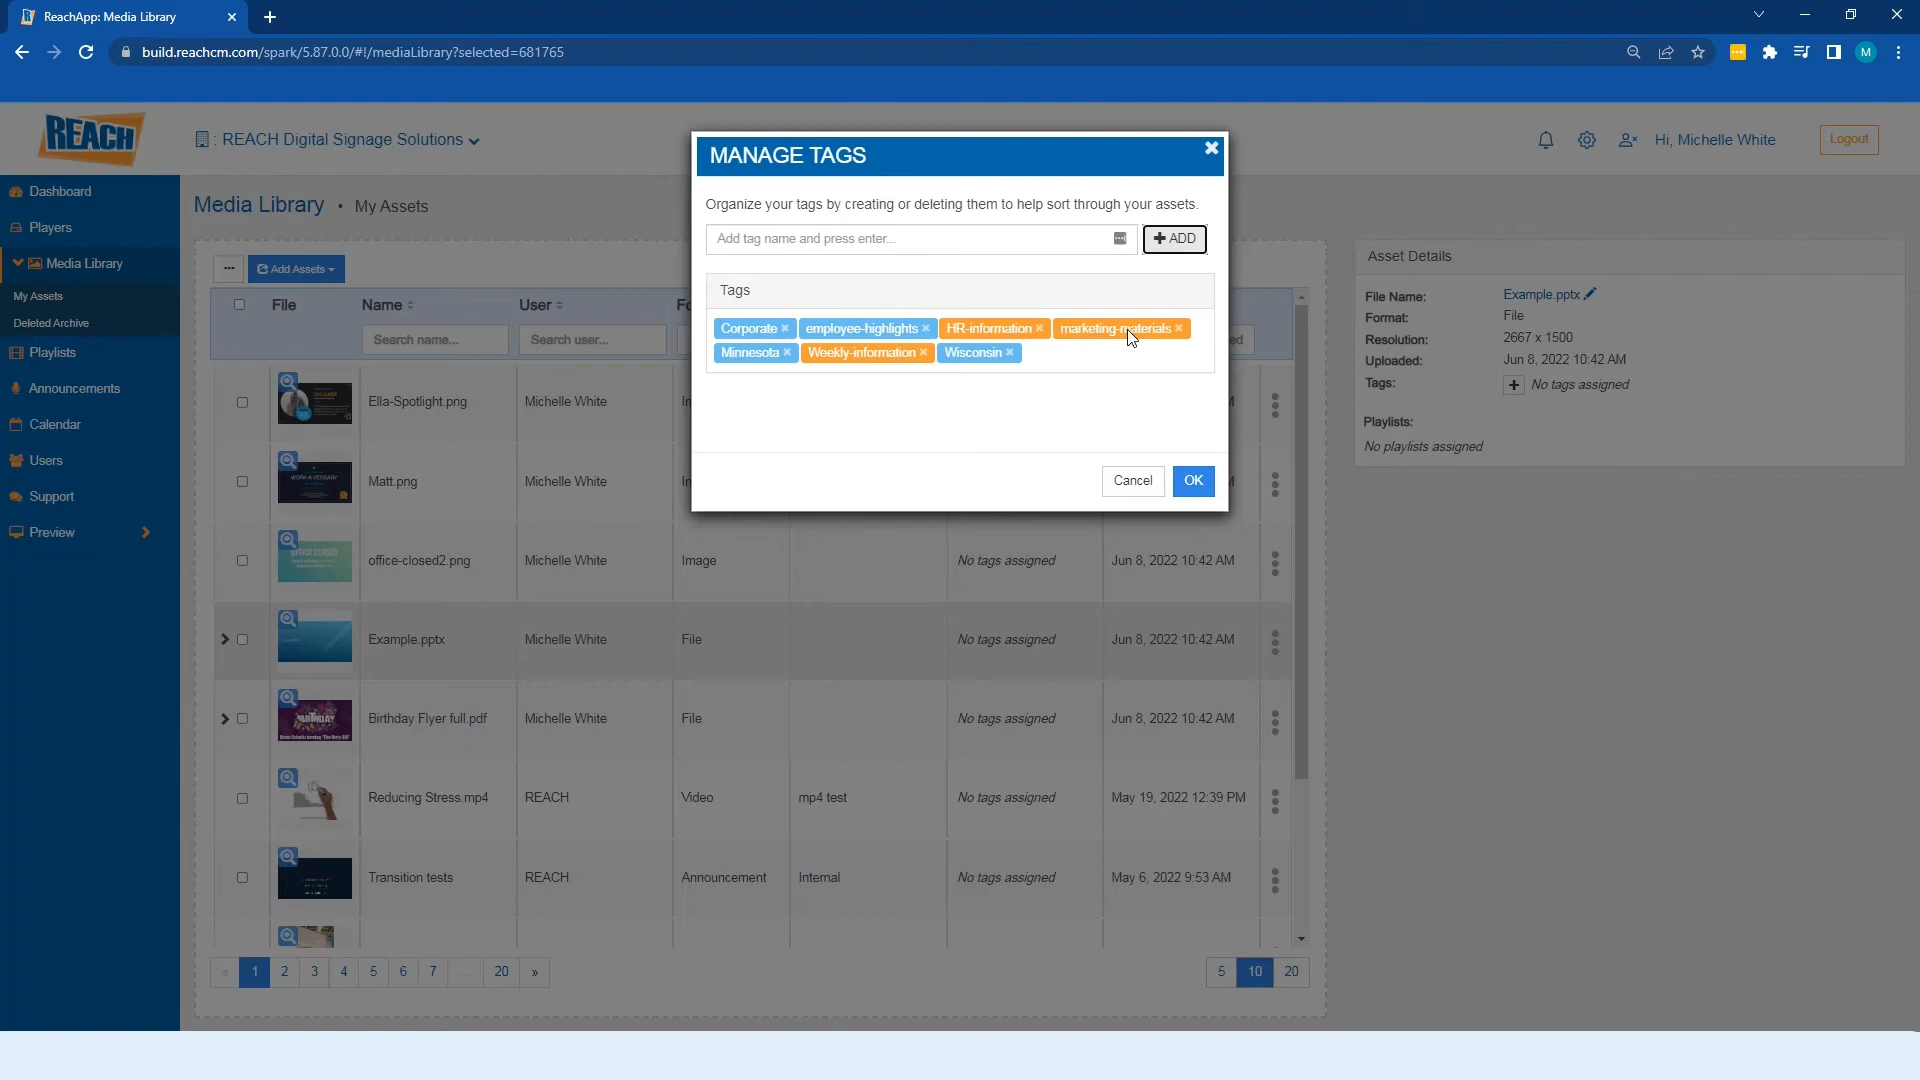 ReachApp: Media Library
build.reachcm.com/spark/5.87.0.0/#!/mediaLibrary?selected=681765
M
REACH
: REACH Digital Signage Solutions
Hi, Michelle White
Logout
Dashboard
Players
Media Library
My Assets
Deleted Archive
Playlists
Announcements
Calendar
Users
Support
Preview
Media Library • My Assets
Add Assets
MANAGE TAGS
Organize your tags by creating or deleting them to help sort through your assets.
Add tag name and press enter...
ADD
Tags
Corporate employee-highlights HR-information marketing-materials
Minnesota Weekly-information Wisconsin
Cancel OK
File Name User
Search name... Search user...
Ella-Spotlight.png Michelle White
Matt.png Michelle White
office-closed2.png Michelle White Image No tags assigned Jun 8, 2022 10:42 AM
Example.pptx Michelle White File No tags assigned Jun 8, 2022 10:42 AM
Birthday Flyer full.pdf Michelle White File No tags assigned Jun 8, 2022 10:42 AM
Reducing Stress.mp4 REACH Video mp4 test No tags assigned May 19, 2022 12:39 PM
Transition tests REACH Announcement Internal No tags assigned May 6, 2022 9:53 AM
OFFICE CLOSED
1 2 3 4 5 6 7 ... 20 »
5 10 20
Asset Details
File Name: Example.pptx
Format: File
Resolution: 2667 x 1500
Uploaded: Jun 8, 2022 10:42 AM
Tags: No tags assigned
Playlists:
No playlists assigned